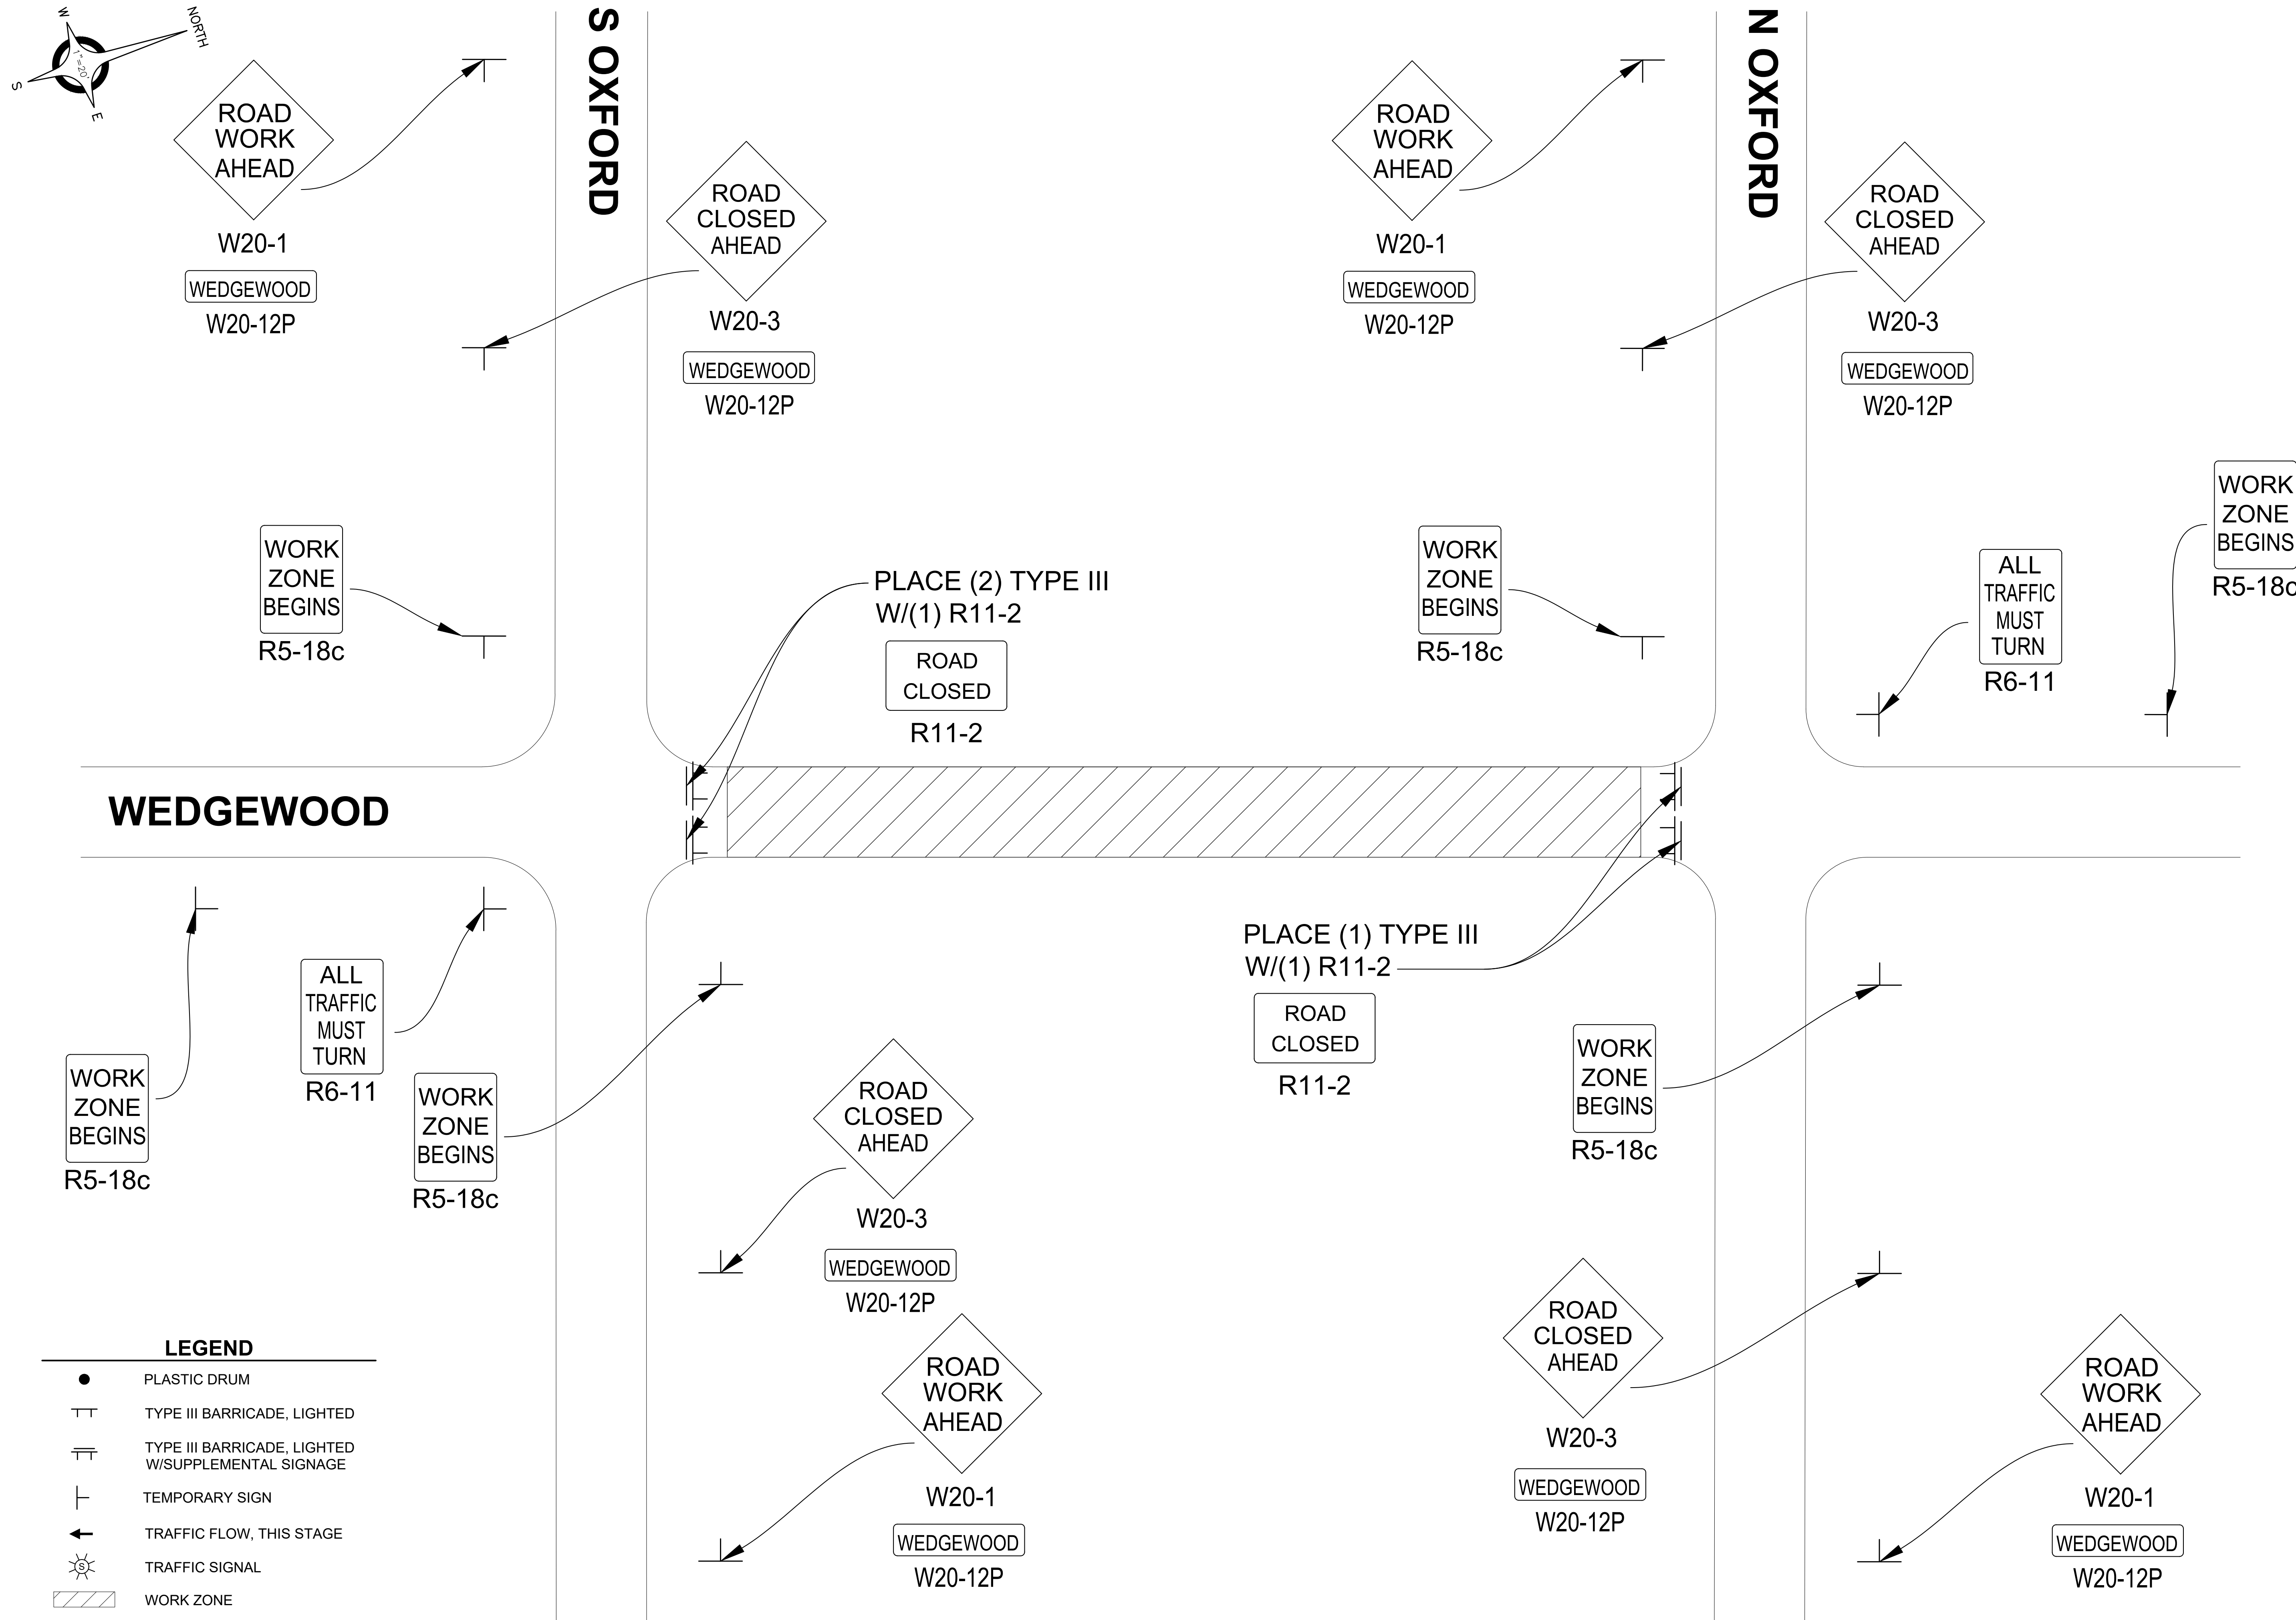 W
NORTH
1"=20'
S
E
S OXFORD
N OXFORD
ROAD
WORK
AHEAD
W20-1
WEDGEWOOD
W20-12P
ROAD
CLOSED
AHEAD
W20-3
WEDGEWOOD
W20-12P
ROAD
WORK
AHEAD
W20-1
WEDGEWOOD
W20-12P
ROAD
CLOSED
AHEAD
W20-3
WEDGEWOOD
W20-12P
WORK
ZONE
BEGINS
R5-18c
PLACE (2) TYPE III
W/(1) R11-2
ROAD
CLOSED
R11-2
WORK
ZONE
BEGINS
R5-18c
ALL
TRAFFIC
MUST
TURN
R6-11
WORK
ZONE
BEGINS
R5-18c
WEDGEWOOD
WORK
ZONE
BEGINS
R5-18c
ALL
TRAFFIC
MUST
TURN
R6-11
WORK
ZONE
BEGINS
R5-18c
PLACE (1) TYPE III
W/(1) R11-2
ROAD
CLOSED
R11-2
WORK
ZONE
BEGINS
R5-18c
ROAD
CLOSED
AHEAD
W20-3
WEDGEWOOD
W20-12P
ROAD
WORK
AHEAD
W20-1
WEDGEWOOD
W20-12P
ROAD
CLOSED
AHEAD
W20-3
WEDGEWOOD
W20-12P
ROAD
WORK
AHEAD
W20-1
WEDGEWOOD
W20-12P
LEGEND
PLASTIC DRUM
TYPE III BARRICADE, LIGHTED
TYPE III BARRICADE, LIGHTED
W/SUPPLEMENTAL SIGNAGE
TEMPORARY SIGN
TRAFFIC FLOW, THIS STAGE
S
TRAFFIC SIGNAL
WORK ZONE